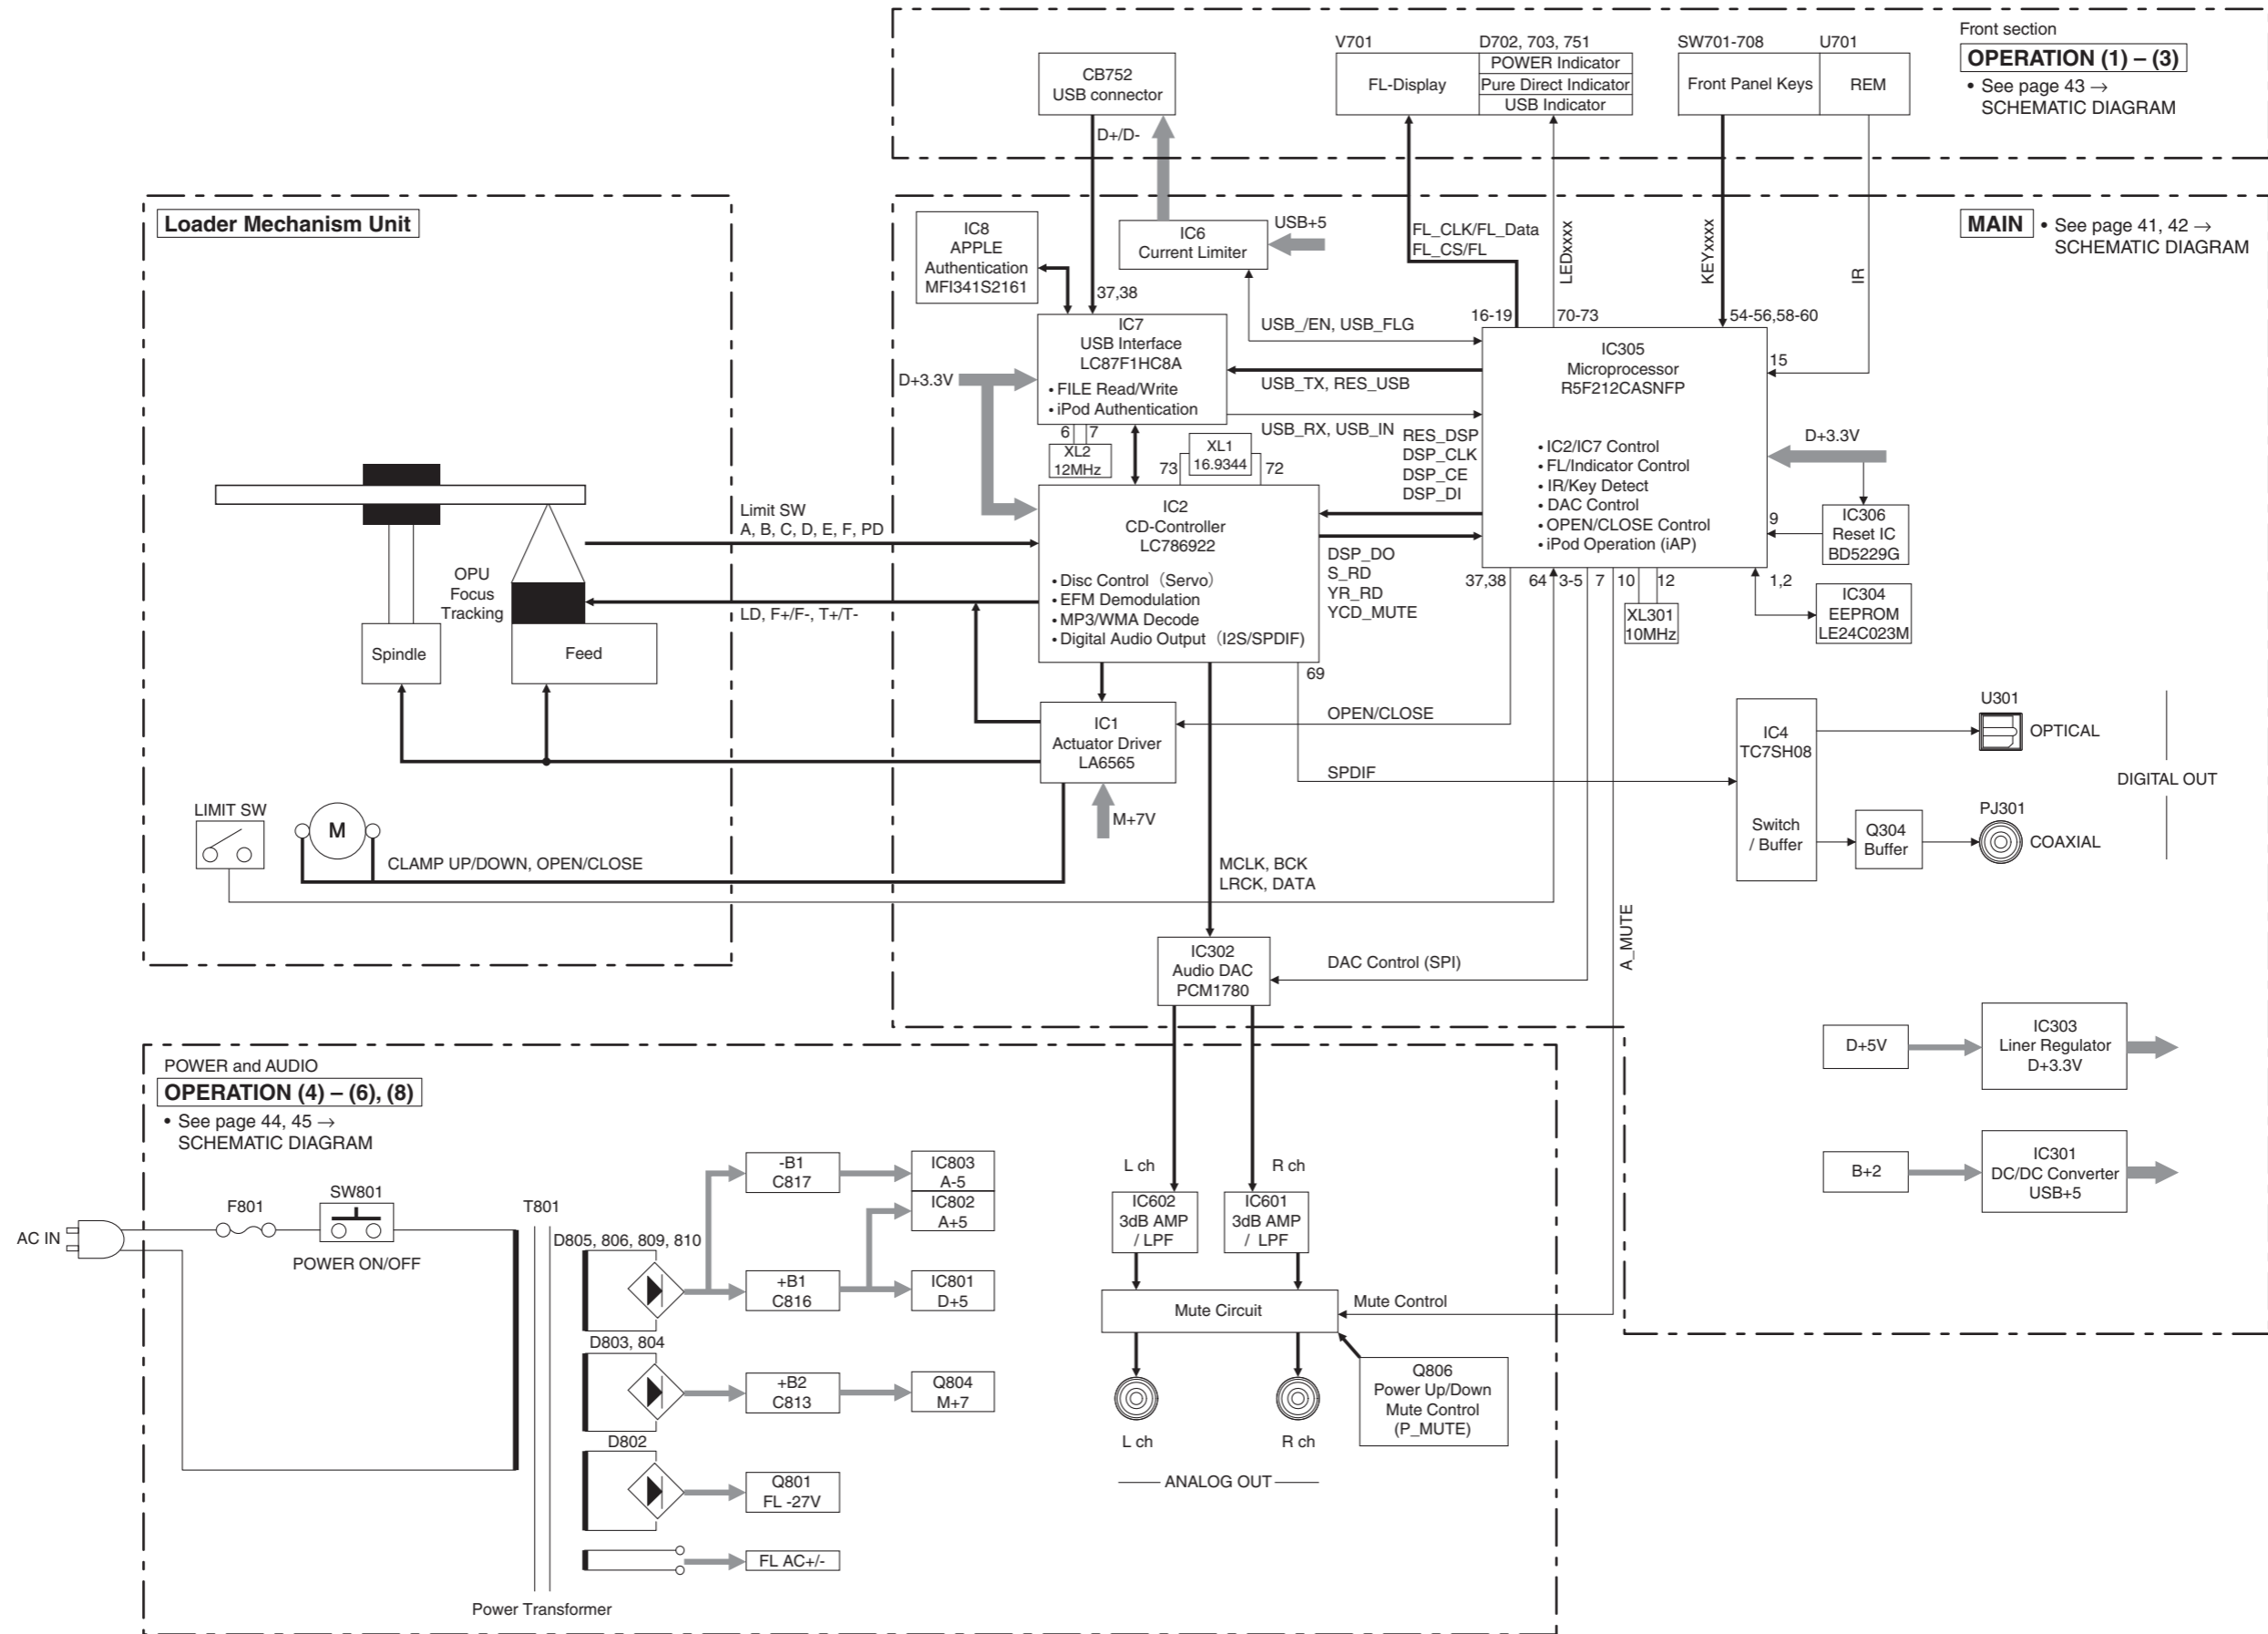 Front section
OPERATION (1) – (3)
• See page 43 →
SCHEMATIC DIAGRAM
CB752
USB connector
D+/D-
V701
FL-Display
D702, 703, 751
POWER Indicator
Pure Direct Indicator
USB Indicator
SW701-708
Front Panel Keys
U701
REM
Loader Mechanism Unit
OPU
Focus
Tracking
Spindle
Feed
LIMIT SW
M
CLAMP UP/DOWN, OPEN/CLOSE
Limit SW
A, B, C, D, E, F, PD
LD, F+/F-, T+/T-
MAIN
• See page 41, 42 →
SCHEMATIC DIAGRAM
IC8
APPLE
Authentication
MFI341S2161
IC6
Current Limiter
USB+5
FL_CLK/FL_Data
FL_CS/FL
LEDxxxx
KEYxxxx
IR
37,38
IC7
USB Interface
LC87F1HC8A
• FILE Read/Write
• iPod Authentication
D+3.3V
USB_/EN, USB_FLG
USB_TX, RES_USB
USB_RX, USB_IN
6
7
XL2
12MHz
73
XL1
16.9344
72
RES_DSP
DSP_CLK
DSP_CE
DSP_DI
16-19
70-73
54-56,58-60
15
IC305
Microprocessor
R5F212CASNFP
• IC2/IC7 Control
• FL/Indicator Control
• IR/Key Detect
• DAC Control
• OPEN/CLOSE Control
• iPod Operation (iAP)
D+3.3V
9
IC306
Reset IC
BD5229G
1,2
IC304
EEPROM
LE24C023M
37,38
64
3-5
7
10
12
XL301
10MHz
IC2
CD-Controller
LC786922
• Disc Control (Servo)
• EFM Demodulation
• MP3/WMA Decode
• Digital Audio Output (I2S/SPDIF)
DSP_DO
S_RD
YR_RD
YCD_MUTE
69
IC1
Actuator Driver
LA6565
M+7V
OPEN/CLOSE
SPDIF
IC4
TC7SH08
Switch
/ Buffer
U301
OPTICAL
Q304
Buffer
PJ301
COAXIAL
DIGITAL OUT
MCLK, BCK
LRCK, DATA
IC302
Audio DAC
PCM1780
DAC Control (SPI)
A_MUTE
D+5V
IC303
Liner Regulator
D+3.3V
B+2
IC301
DC/DC Converter
USB+5
POWER and AUDIO
OPERATION (4) – (6), (8)
• See page 44, 45 →
SCHEMATIC DIAGRAM
AC IN
F801
SW801
POWER ON/OFF
T801
Power Transformer
D805, 806, 809, 810
-B1
C817
IC803
A-5
IC802
A+5
+B1
C816
IC801
D+5
D803, 804
+B2
C813
Q804
M+7
D802
Q801
FL -27V
FL AC+/-
L ch
R ch
IC602
3dB AMP
/ LPF
IC601
3dB AMP
/ LPF
Mute Circuit
Mute Control
Q806
Power Up/Down
Mute Control
(P_MUTE)
L ch
R ch
ANALOG OUT